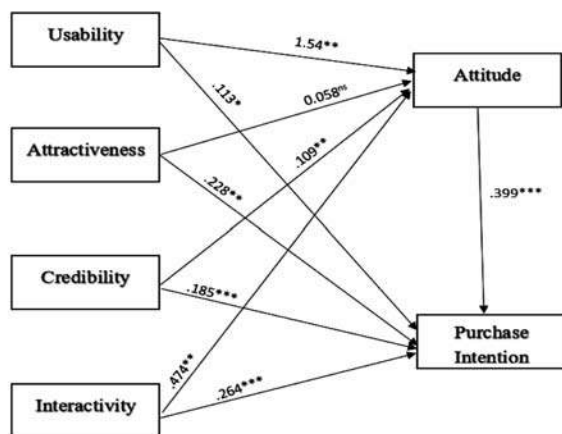 Usability
1.54**
Attitude
.113*
0.058ns
Attractiveness
.109**
.228**
.399***
Credibility
.185***
Purchase
Intention
.474**
.264***
Interactivity